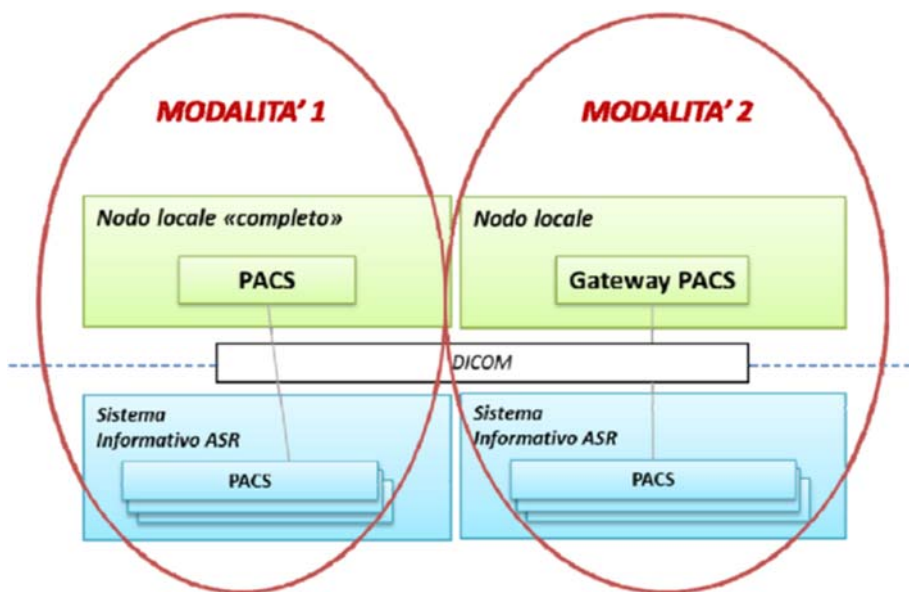 MODALITA' 1
MODALITA' 2
Nodo locale «completo»
PACS
Nodo locale
Gateway PACS
DICOM
Sistema
Informativo ASR
PACS
Sistema
Informativo ASR
PACS